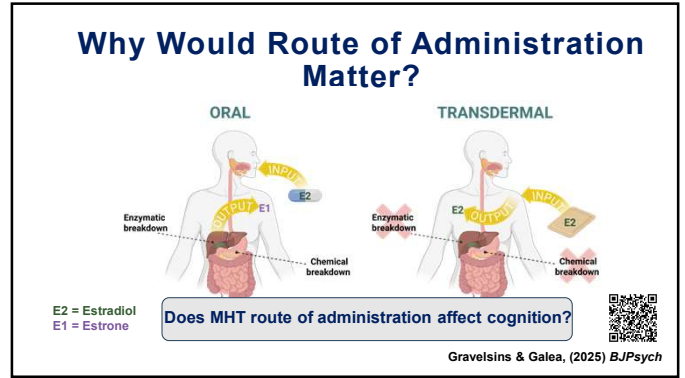 Why Would Route of Administration
Matter?
ORAL
INPUT
E2
OUTPUT
E1
Enzymatic
breakdown
Chemical
breakdown
TRANSDERMAL
INPUT
E2
E2
OUTPUT
Enzymatic
breakdown
Chemical
breakdown
E2 = Estradiol
E1 = Estrone
Does MHT route of administration affect cognition?
Gravelsins & Galea, (2025) BJPsych